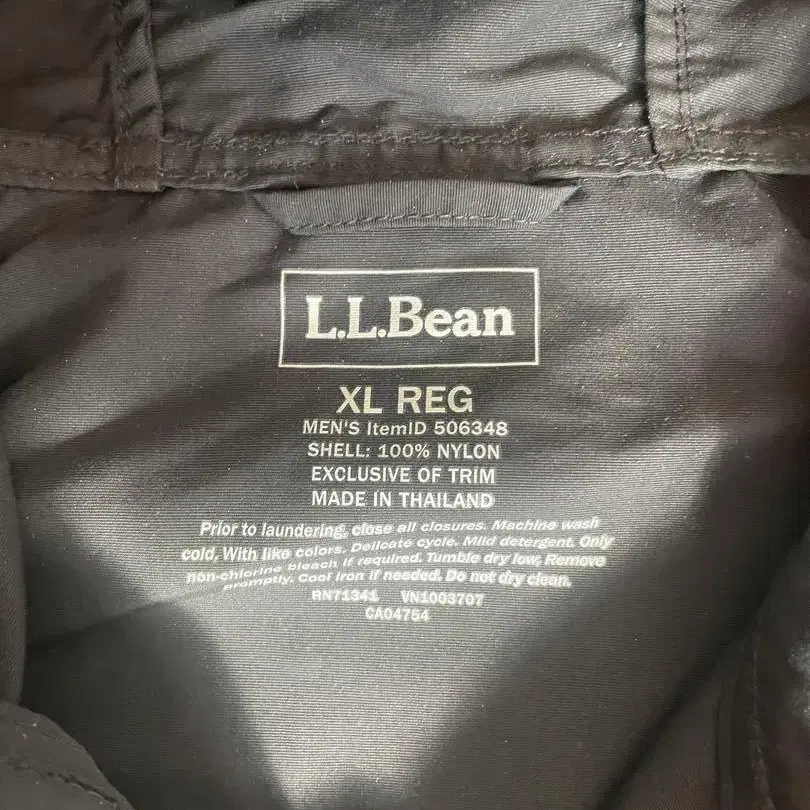 L.L.Bean
XL REG
MEN'S ItemID 506348
SHELL: 100% NYLON
EXCLUSIVE OF TRIM
MADE IN THAILAND
Prior to laundering, close all closures. Machine wash
cold, With like colors. Delicate cycle. Mild detergent. Only
non-chlorine bleach if required. Tumble dry low, Remove
promptly. Cool iron if needed. Do not dry clean.
RN71341 VN1003707
CA04754